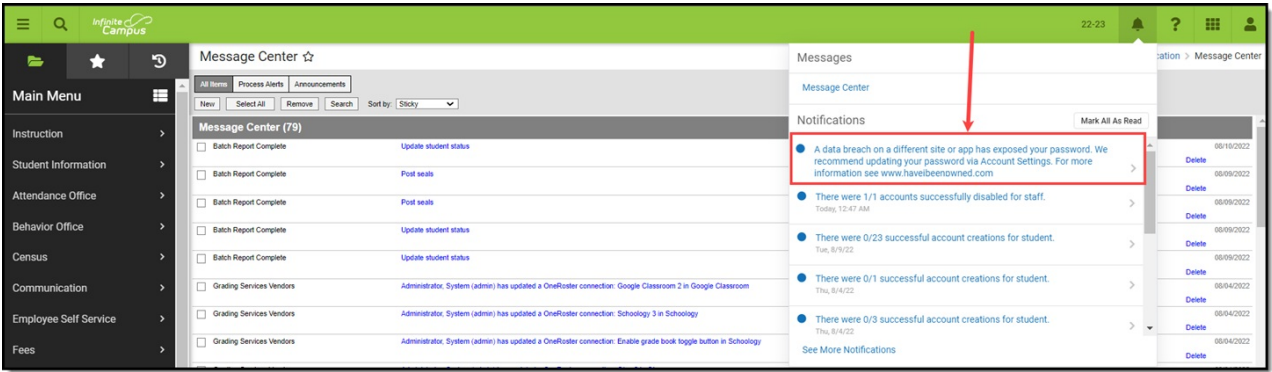 Infinite Campus
22-23
Message Center
Message Center
Main Menu
Instruction
Student Information
Attendance Office
Behavior Office
Census
Communication
Employee Self Service
Fees
All Items Process Alerts Announcements
New Select All Remove Search Sort by: Sticky
Message Center (79)
Batch Report Complete Update student status 08/10/2022
Delete
Batch Report Complete Post seals 08/09/2022
Delete
Batch Report Complete Post seals 08/09/2022
Delete
Batch Report Complete Update student status 08/09/2022
Delete
Batch Report Complete Update student status 08/09/2022
Delete
Grading Services Vendors Administrator, System (admin) has updated a OneRoster connection: Google Classroom 2 in Google Classroom 08/04/2022
Delete
Grading Services Vendors Administrator, System (admin) has updated a OneRoster connection: Schoology 3 in Schoology 08/04/2022
Delete
Grading Services Vendors Administrator, System (admin) has updated a OneRoster connection: Enable grade book toggle button in Schoology 08/04/2022
Delete
Messages
Message Center
Notifications Mark All As Read
A data breach on a different site or app has exposed your password. We
recommend updating your password via Account Settings. For more
information see www.haveibeenowned.com
There were 1/1 accounts successfully disabled for staff.
Today, 12:47 AM
There were 0/23 successful account creations for student.
Tue, 8/9/22
There were 0/1 successful account creations for student.
Thu, 8/4/22
There were 0/3 successful account creations for student.
Thu, 8/4/22
See More Notifications